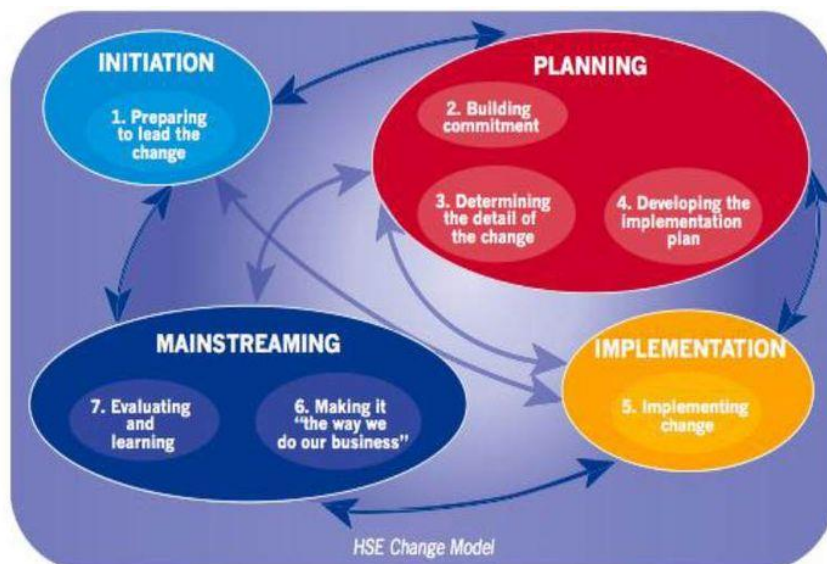 INITIATION
1. Preparing
to lead the
change
PLANNING
2. Building
commitment
3. Determining
the detail of
the change
4. Developing the
implementation
plan
MAINSTREAMING
7. Evaluating
and
learning
6. Making it
“the way we
do our business”
IMPLEMENTATION
5. Implementing
change
HSE Change Model